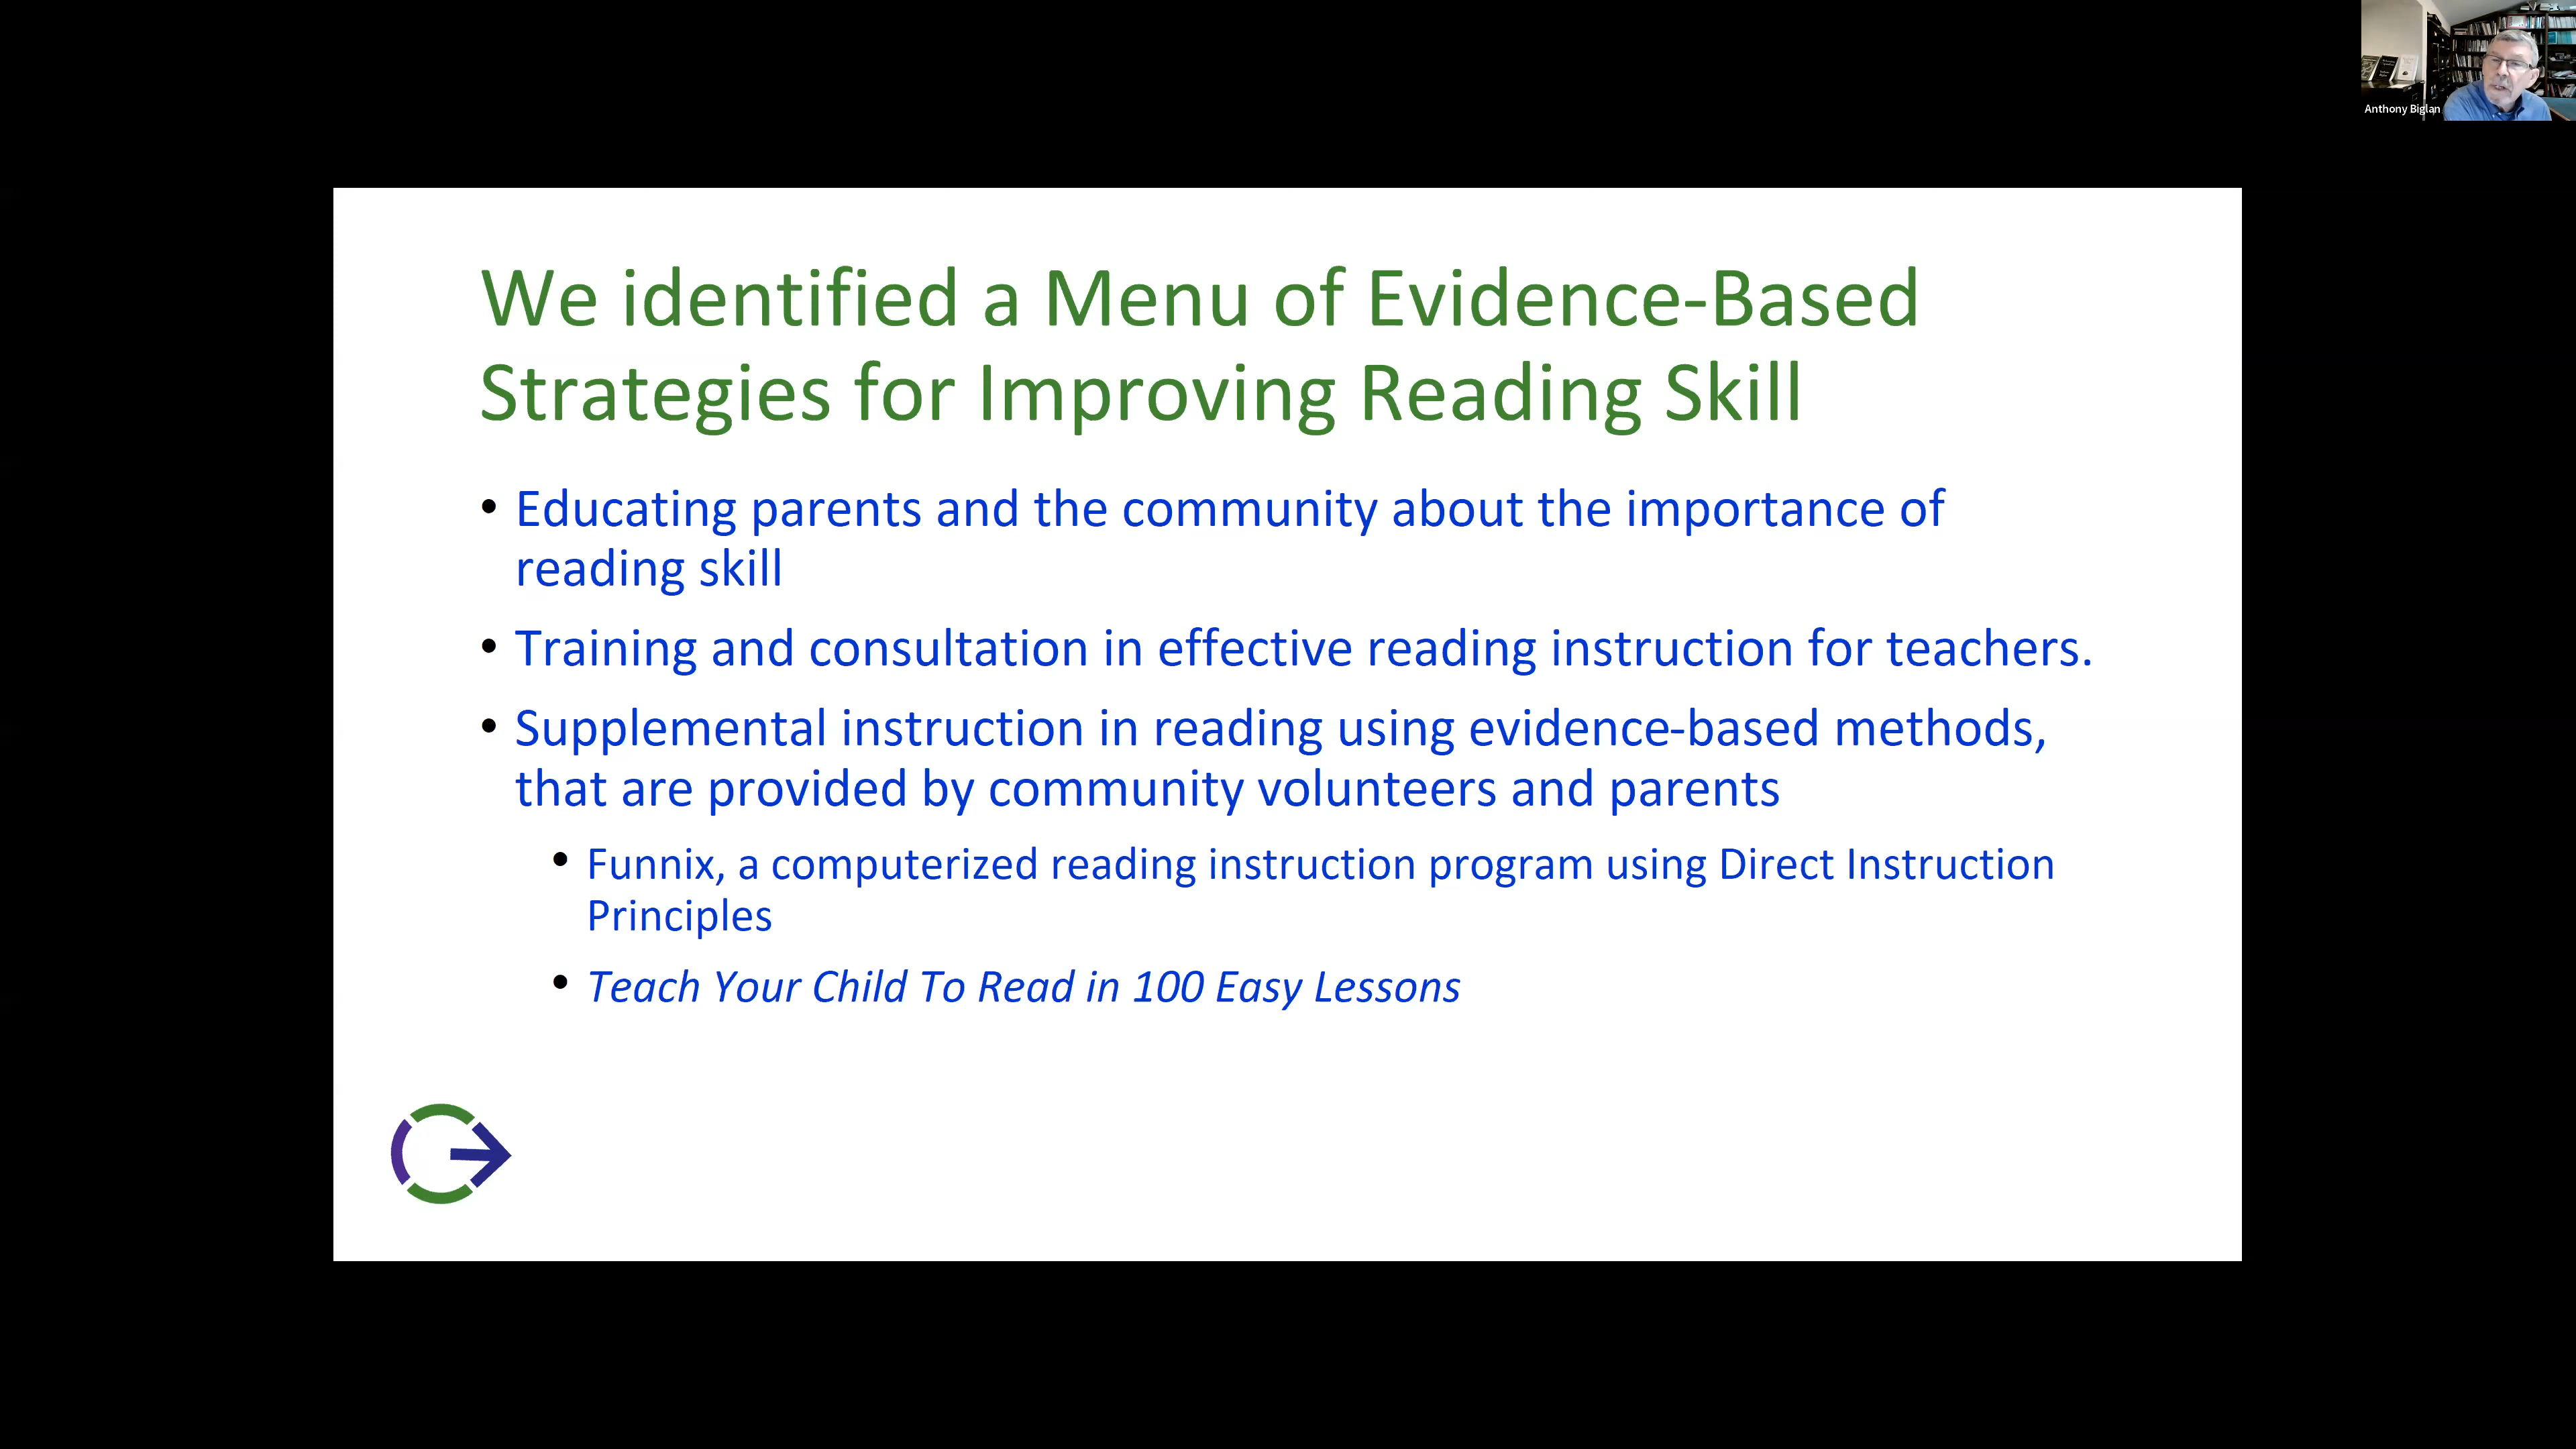 Anthony Biglan
We identified a Menu of Evidence-Based
Strategies for Improving Reading Skill
• Educating parents and the community about the importance of
reading skill
• Training and consultation in effective reading instruction for teachers.
• Supplemental instruction in reading using evidence-based methods,
that are provided by community volunteers and parents
• Funnix, a computerized reading instruction program using Direct Instruction
Principles
• Teach Your Child To Read in 100 Easy Lessons